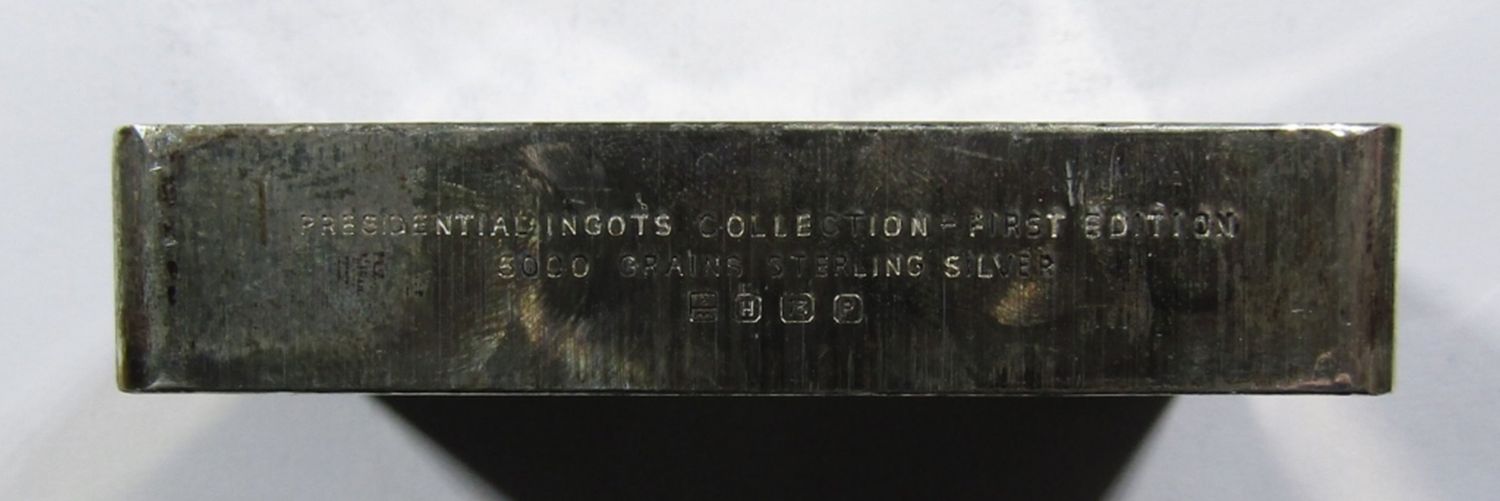 PRESIDENTIAL INGOTS COLLECTION - FIRST EDITION
5000 GRAINS STERLING SILVER
H P